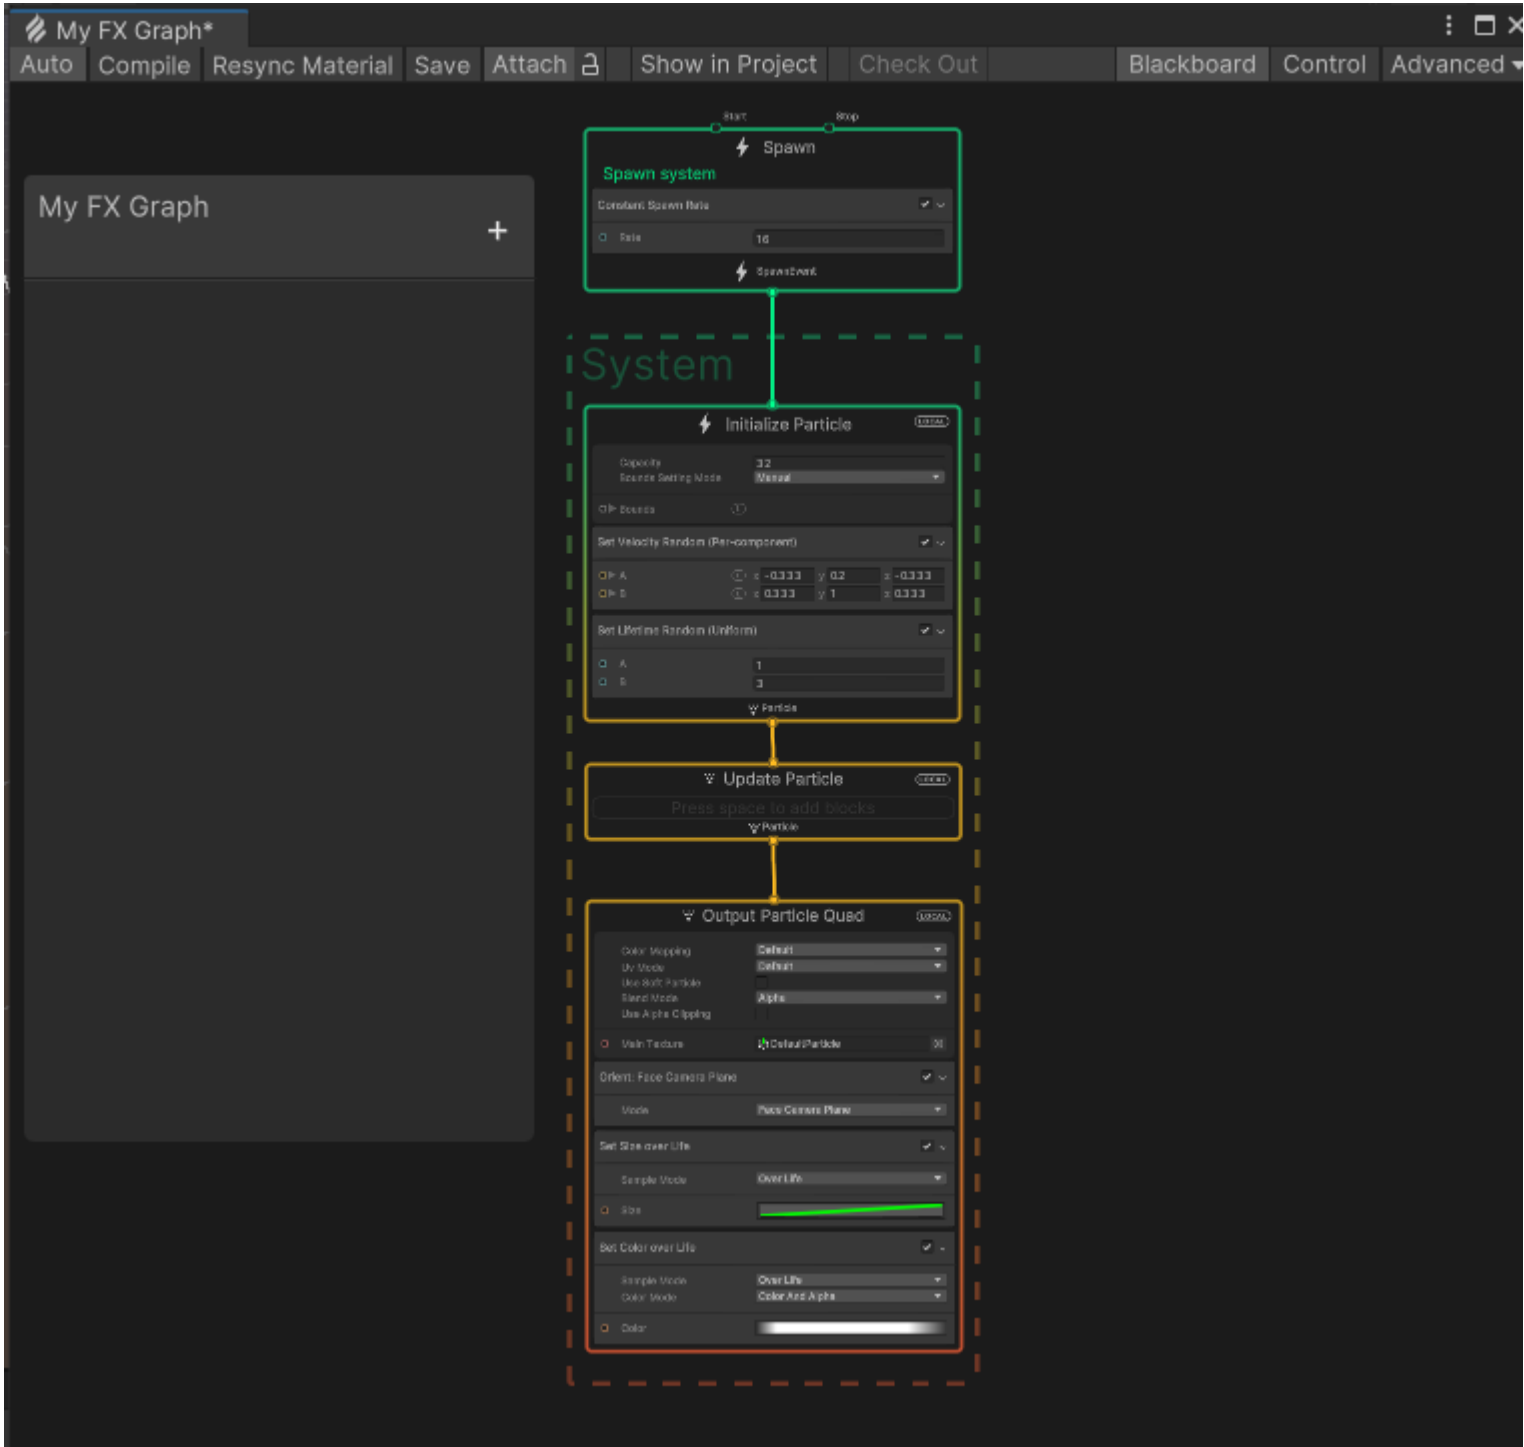 My FX Graph*
Auto Compile Resync Material Save Attach Show in Project Check Out Blackboard Control Advanced
Start Stop
Spawn
Spawn system
Constant Spawn Rate
Rate 16
SpawnEvent
My FX Graph
+
System
Initialize Particle LOCAL
Capacity 32
Bounds Setting Mode Manual
Bounds L
Set Velocity Random (Per-component)
A L x -0.333 y 0.2 z -0.333
B L x 0.333 y 1 z 0.333
Set Lifetime Random (Uniform)
A 1
B 3
Particle
Update Particle LOCAL
Press space to add blocks
Particle
Output Particle Quad LOCAL
Color Mapping Default
Uv Mode Default
Use Soft Particle
Blend Mode Alpha
Use Alpha Clipping
Main Texture DefaultParticle
Orient: Face Camera Plane
Mode Face Camera Plane
Set Size over Life
Sample Mode Over Life
Size
Set Color over Life
Sample Mode Over Life
Color Mode Color And Alpha
Color